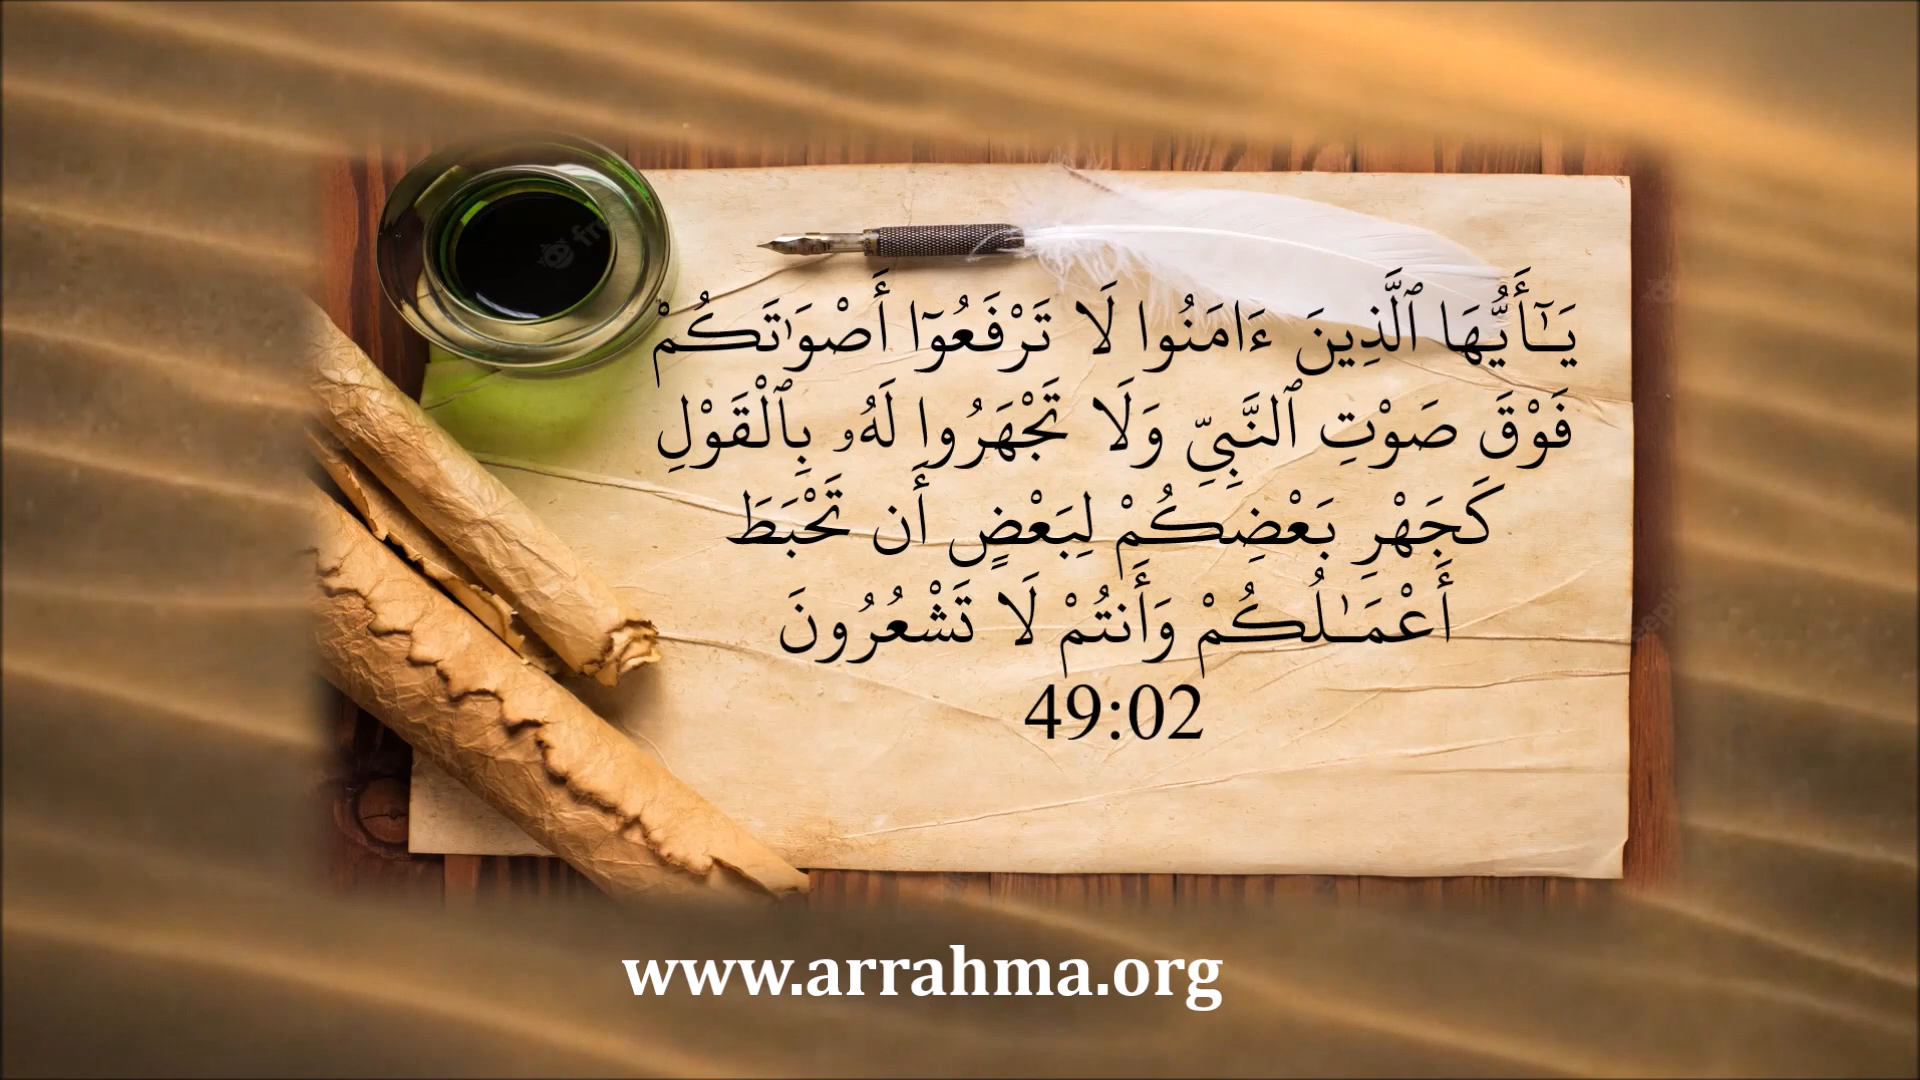 يَـٰٓأَيُّهَا ٱلَّذِينَ ءَامَنُوا لَا تَرْفَعُوٓا أَصْوَٰتَكُمْ
فَوْقَ صَوْتِ ٱلنَّبِيِّ وَلَا تَجْهَرُوا لَهُۥ بِٱلْقَوْلِ
كَجَهْرِ بَعْضِكُمْ لِبَعْضٍ أَن تَحْبَطَ
أَعْمَـٰلُكُمْ وَأَنتُمْ لَا تَشْعُرُونَ
49:02
www.arrahma.org